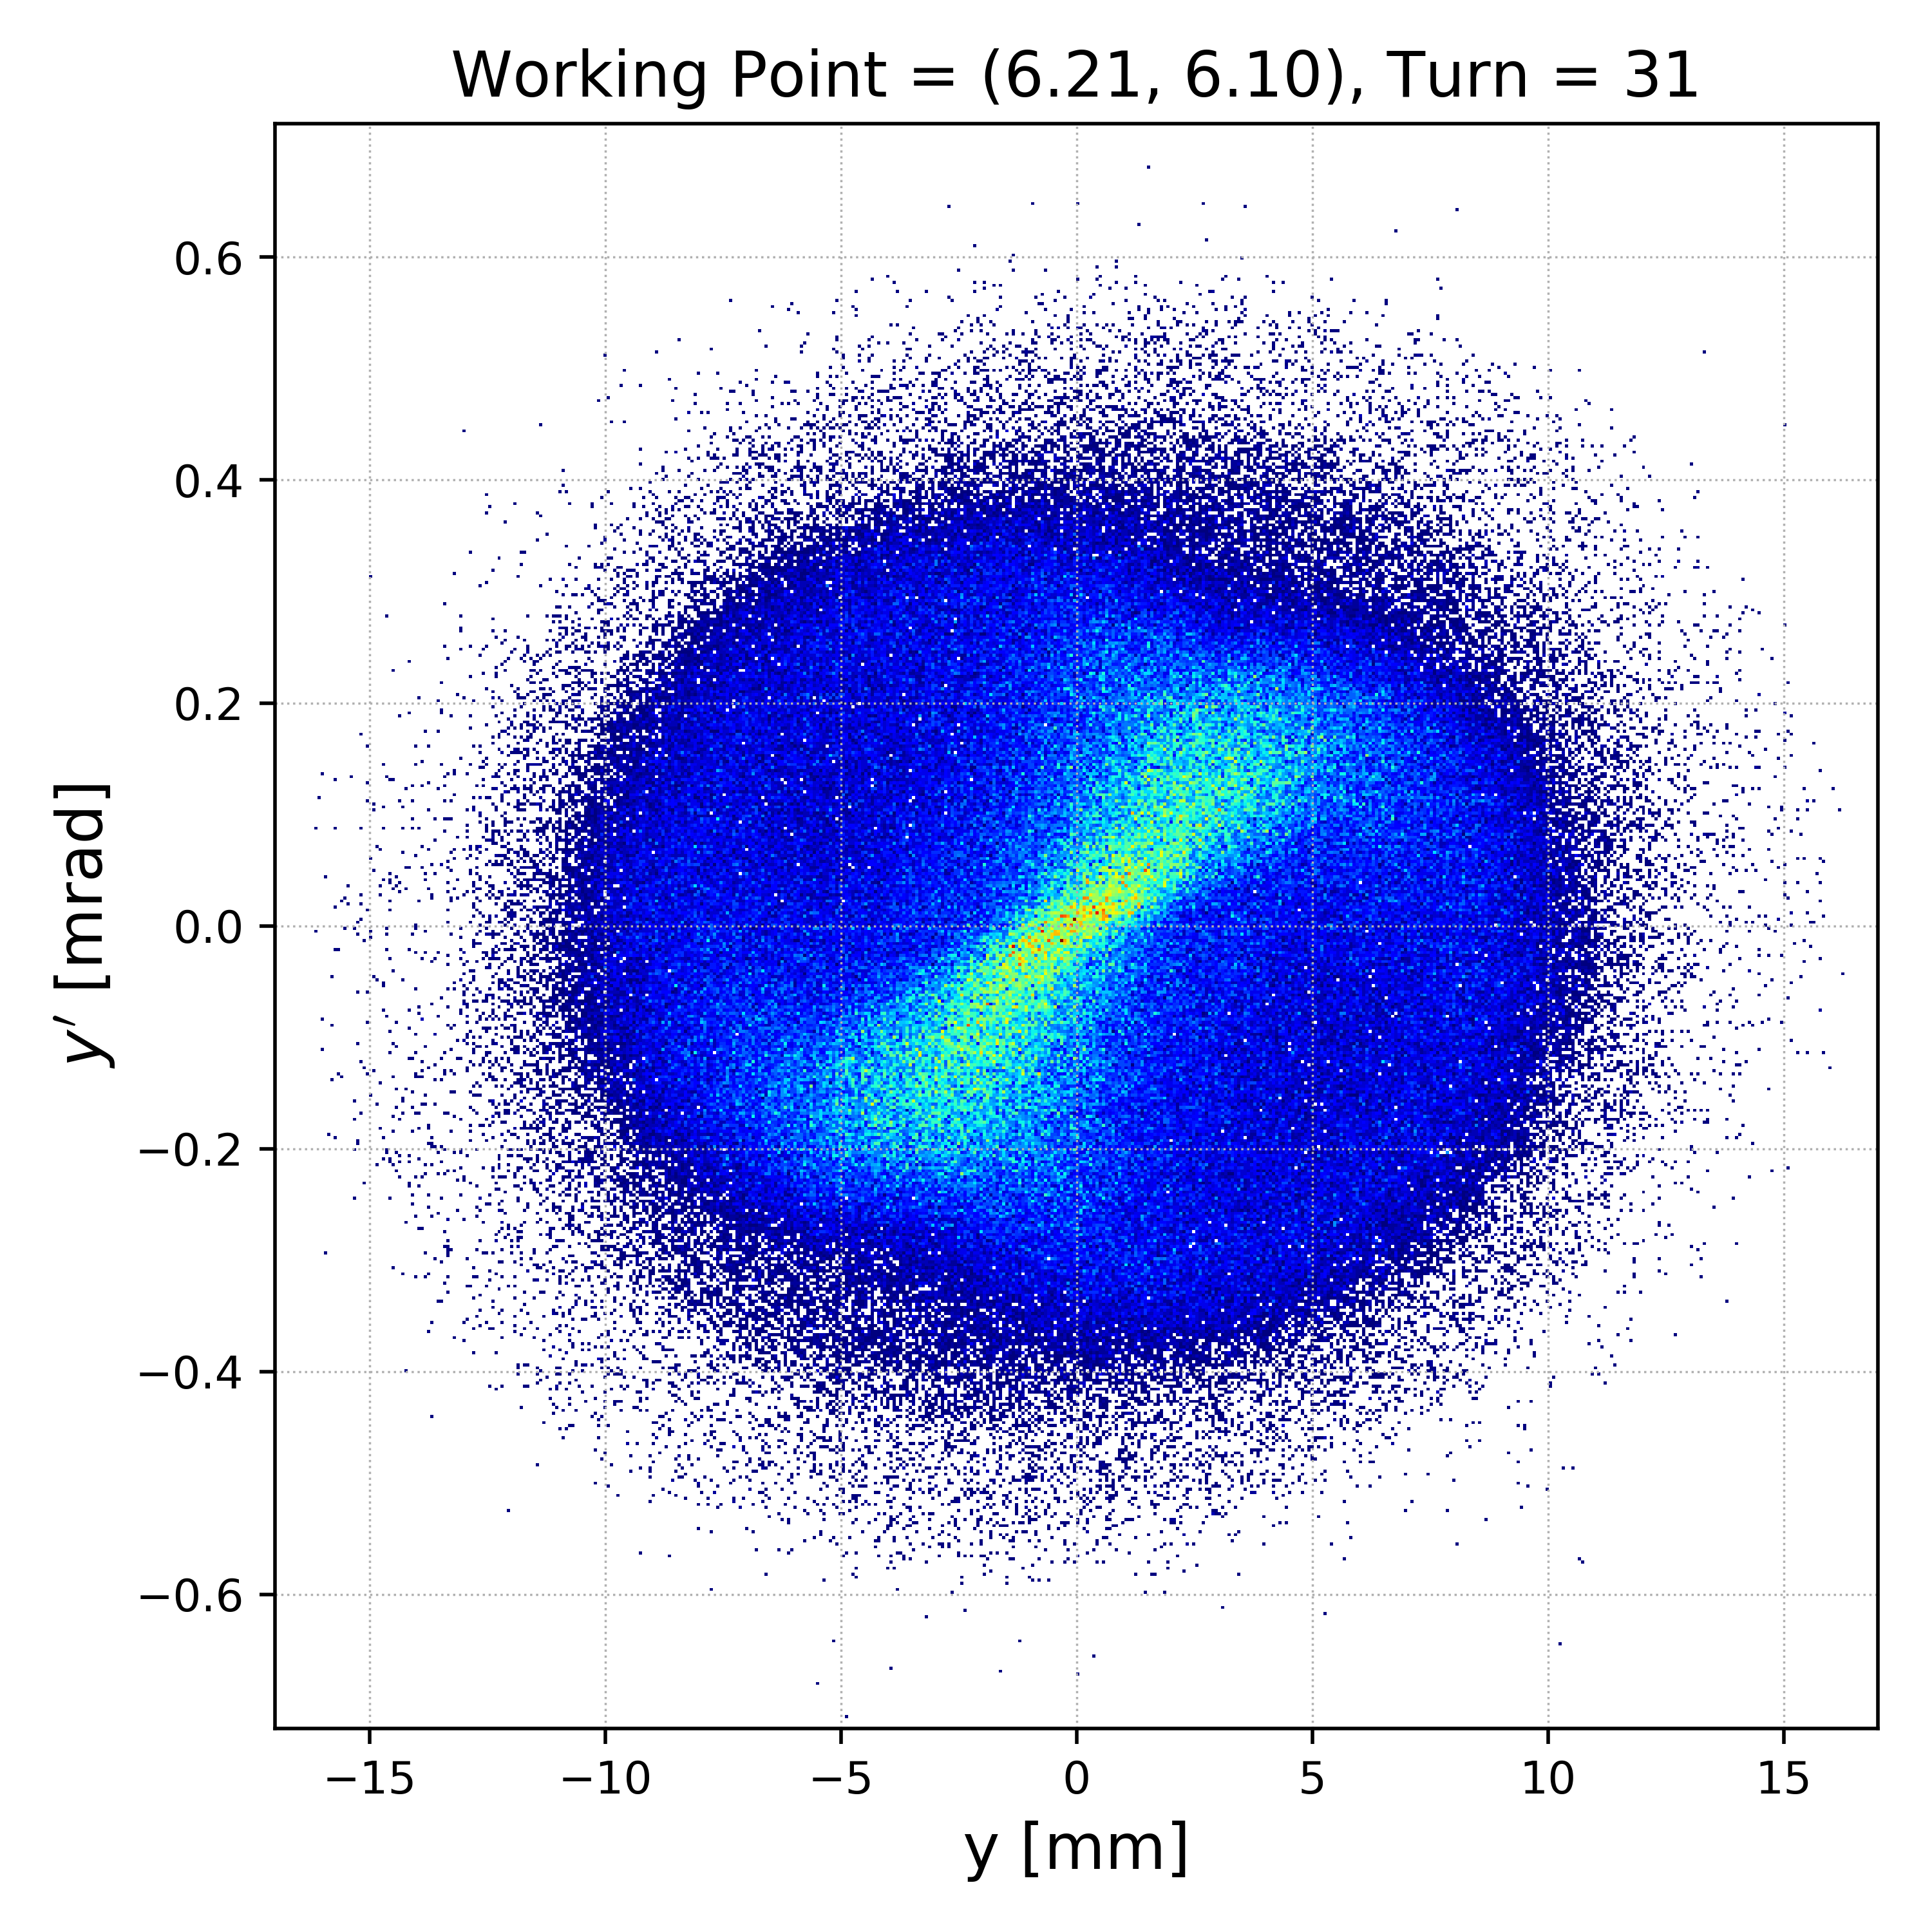 Working Point = (6.21, 6.10), Turn = 31
0.6
0.4
0.2
0.0
−0.2
−0.4
−0.6
y′ [mrad]
−15 −10 −5 0 5 10 15
y [mm]